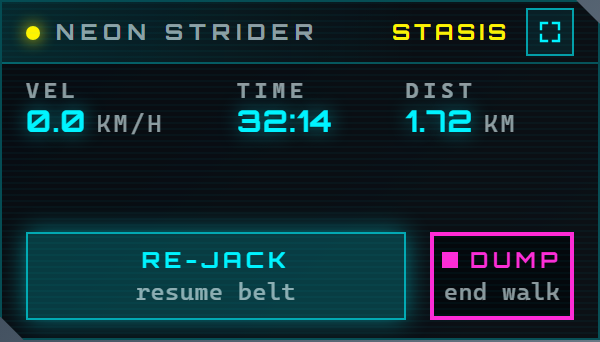 NEON STRIDER STASIS
VEL TIME DIST
0.0 KM/H 32:14 1.72 KM
RE-JACK
resume belt
DUMP
end walk